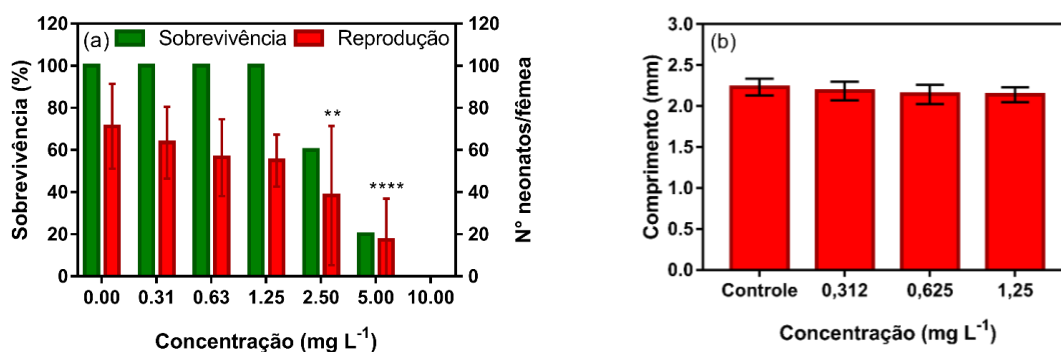 (a) Sobrevivência Reprodução
Sobrevivência (%)
120
100
80
60
40
20
0
**
****
120
100
80
60
40
20
0
N° neonatos/fêmea
0.00 0.31 0.63 1.25 2.50 5.00 10.00
Concentração (mg L⁻¹)
(b)
Comprimento (mm)
3.0
2.5
2.0
1.5
1.0
0.5
0.0
Controle 0,312 0,625 1,25
Concentração (mg L⁻¹)